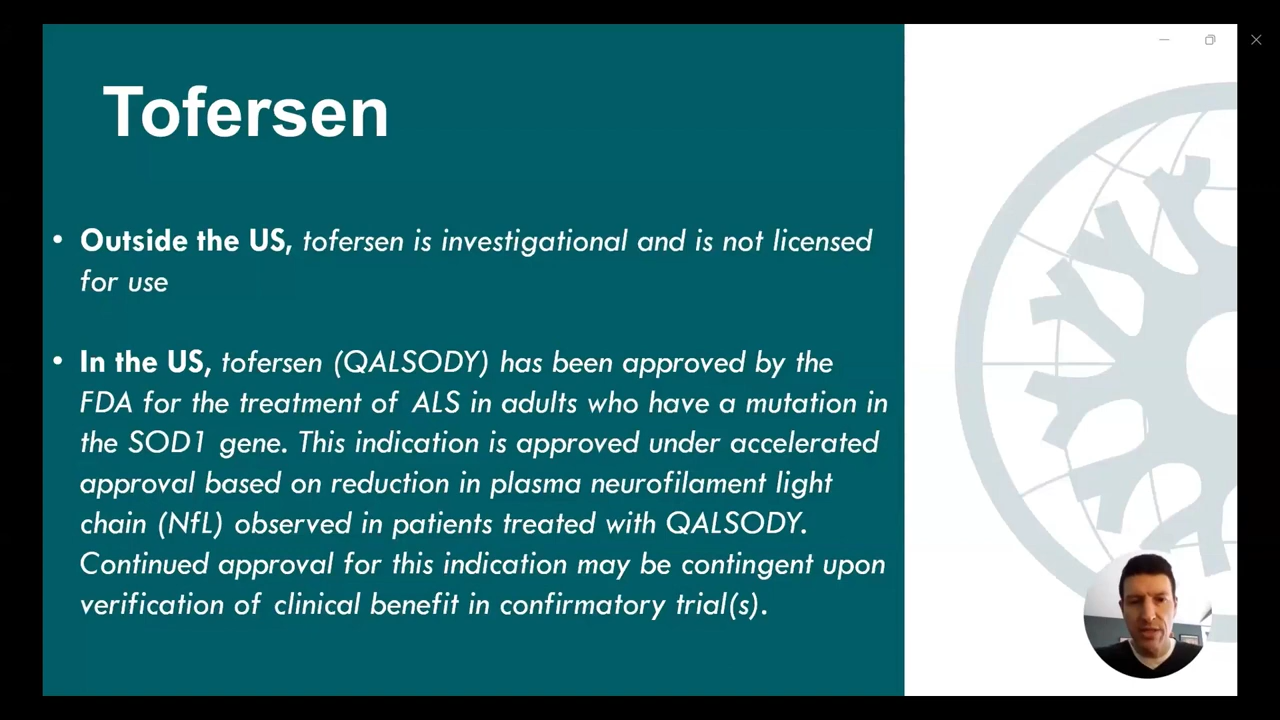 Tofersen
• Outside the US, tofersen is investigational and is not licensed
for use
• In the US, tofersen (QALSODY) has been approved by the
FDA for the treatment of ALS in adults who have a mutation in
the SOD1 gene. This indication is approved under accelerated
approval based on reduction in plasma neurofilament light
chain (NfL) observed in patients treated with QALSODY.
Continued approval for this indication may be contingent upon
verification of clinical benefit in confirmatory trial(s).